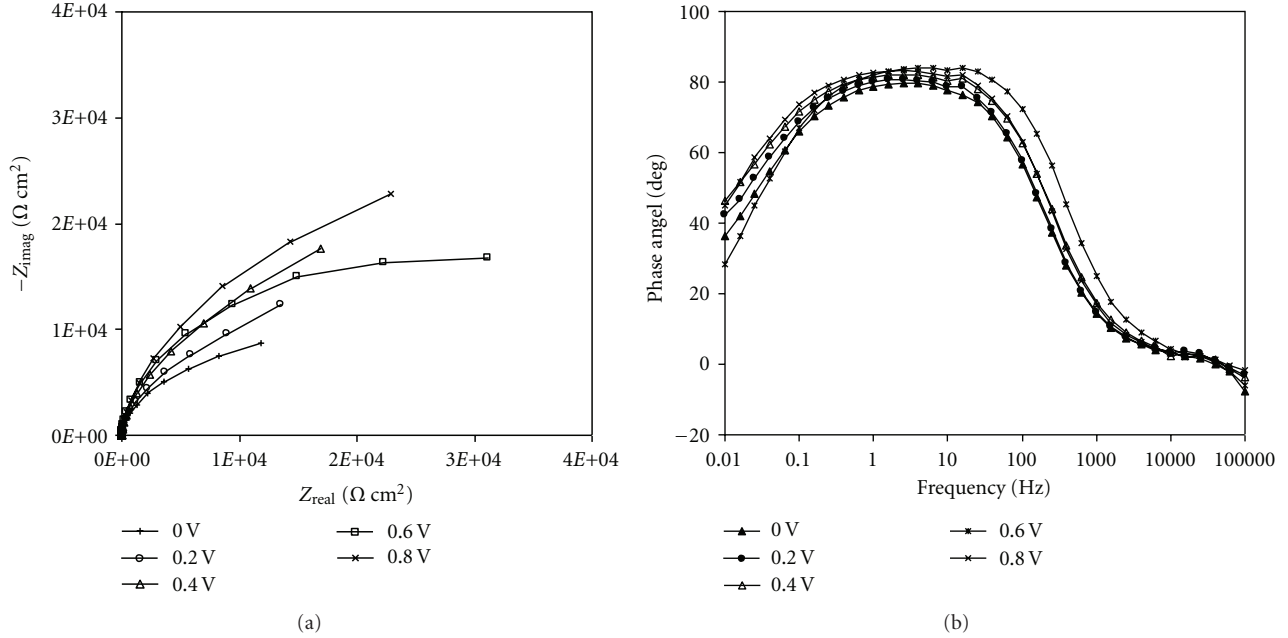 4E+04
3E+04
2E+04
1E+04
0E+00
−Zimag (Ω cm²)
0E+00 1E+04 2E+04 3E+04 4E+04
Zreal (Ω cm²)
0 V
0.2 V
0.4 V
0.6 V
0.8 V
(a)
100
80
60
40
20
0
−20
Phase angel (deg)
0.01 0.1 1 10 100 1000 10000 100000
Frequency (Hz)
0 V
0.2 V
0.4 V
0.6 V
0.8 V
(b)